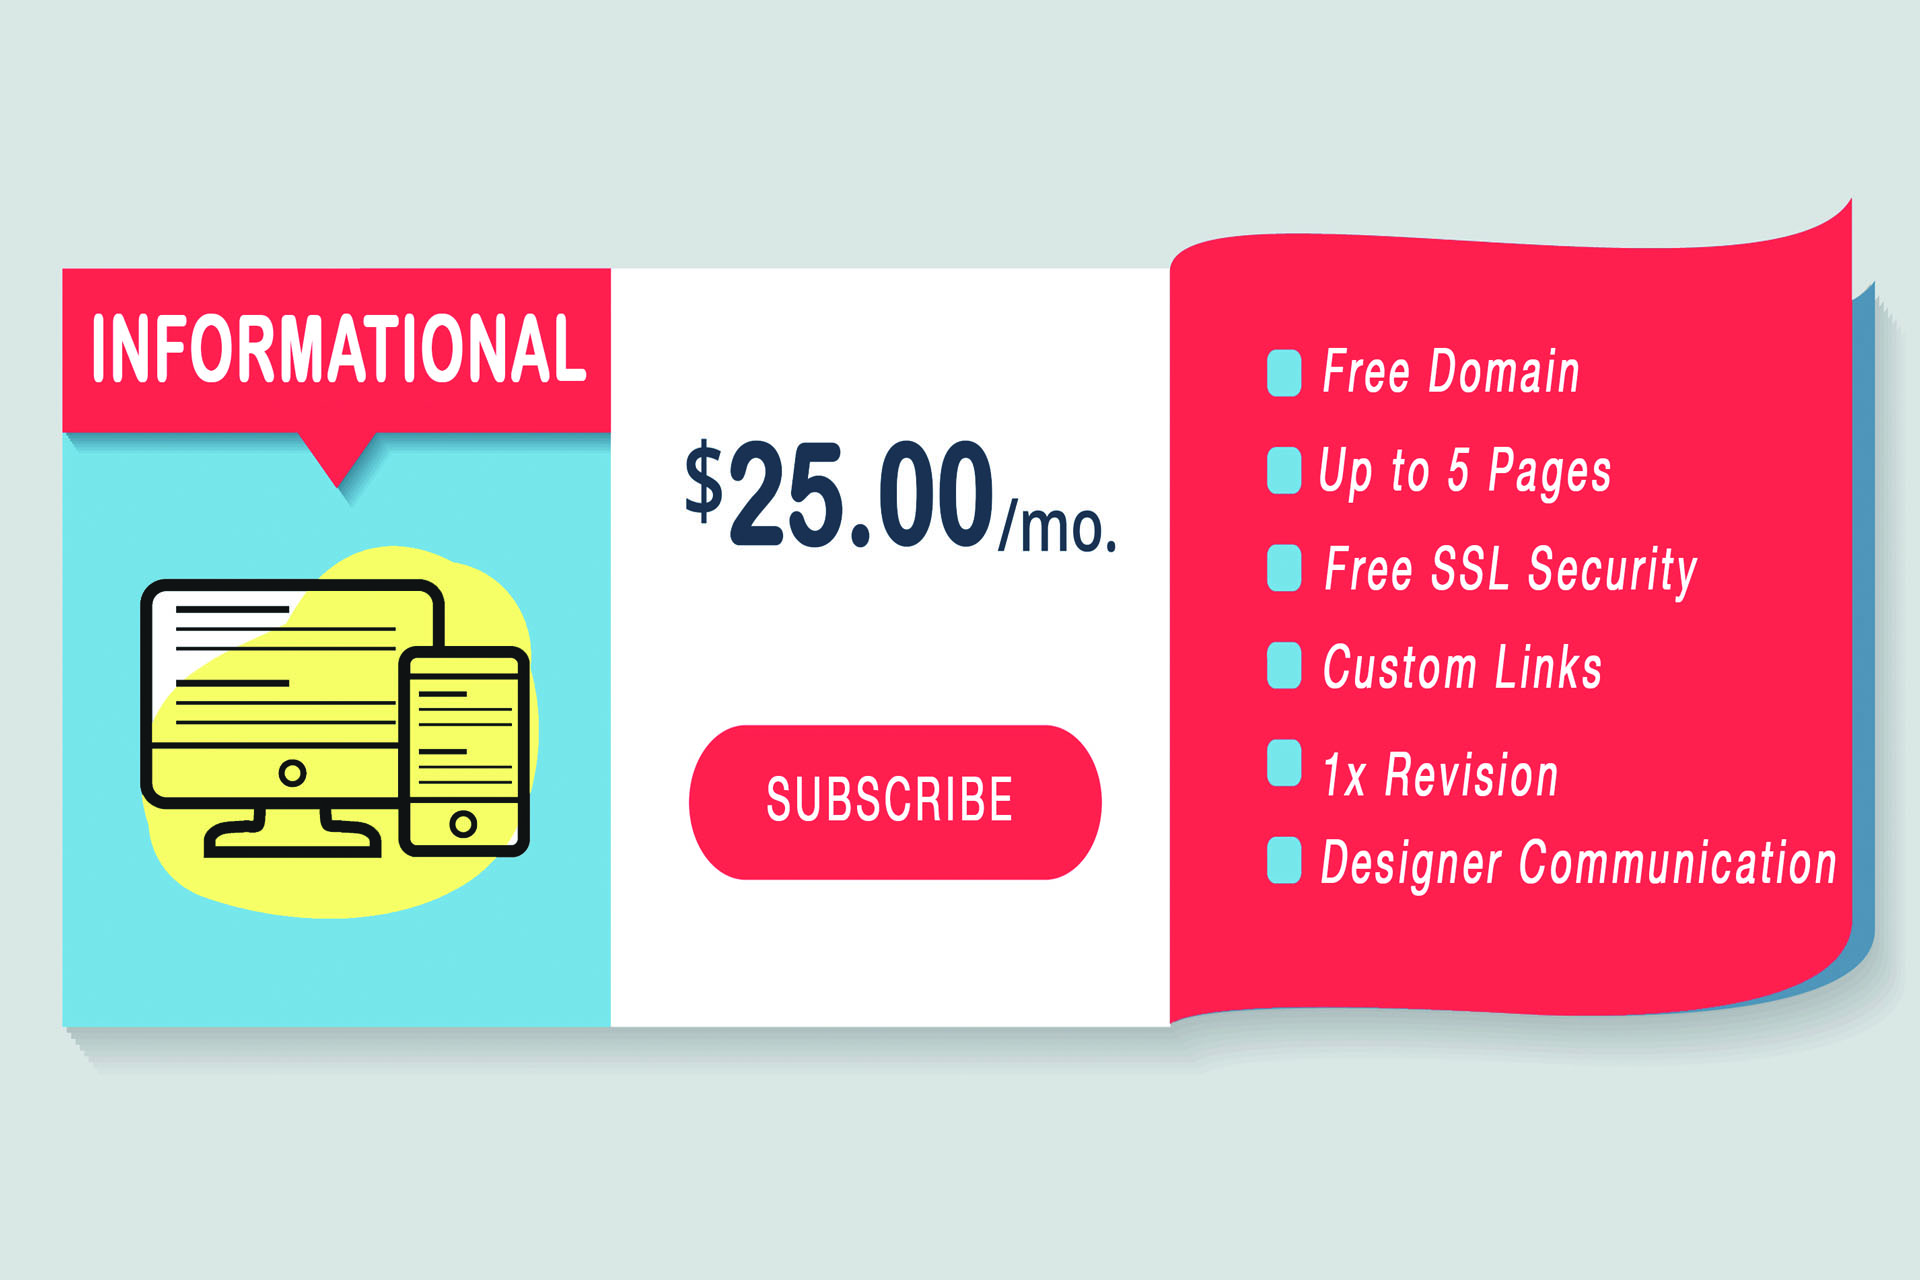 INFORMATIONAL
$25.00/mo.
SUBSCRIBE
Free Domain
Up to 5 Pages
Free SSL Security
Custom Links
1x Revision
Designer Communication